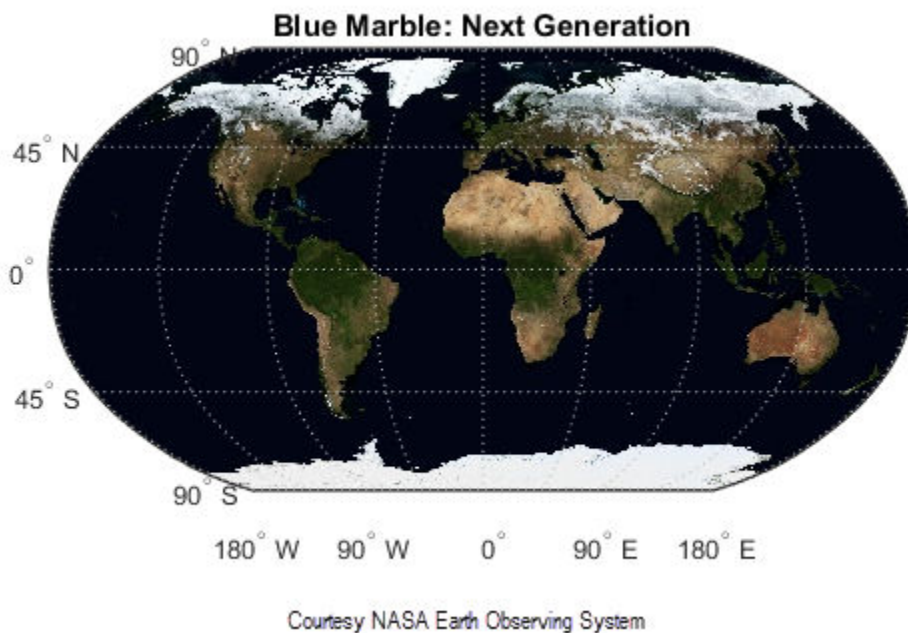 Blue Marble: Next Generation
90° N
45° N
0°
45° S
90° S
180° W 90° W 0° 90° E 180° E
Courtesy NASA Earth Observing System